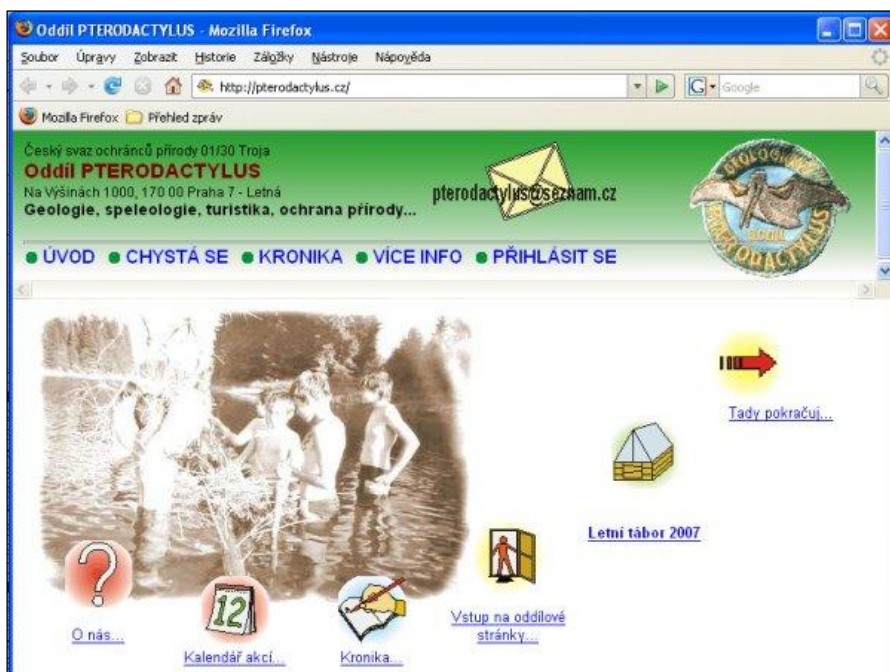 Oddíl PTERODACTYLUS - Mozilla Firefox
Soubor Úpravy Zobrazit Historie Záložky Nástroje Nápověda
http://pterodactylus.cz/
G Google
Mozilla Firefox Přehled zpráv
Český svaz ochránců přírody 01/30 Troja
Oddíl PTERODACTYLUS
Na Výšinách 1000, 170 00 Praha 7 - Letná
Geologie, speleologie, turistika, ochrana přírody...
pterodactylus@seznam.cz
ODDÍL
PTERODACTYLUS
ÚVOD CHYSTÁ SE KRONIKA VÍCE INFO PŘIHLÁSIT SE
Tady pokračuj...
Letní tábor 2007
Vstup na oddílové
stránky...
O nás...
12
Kalendář akcí...
Kronika...